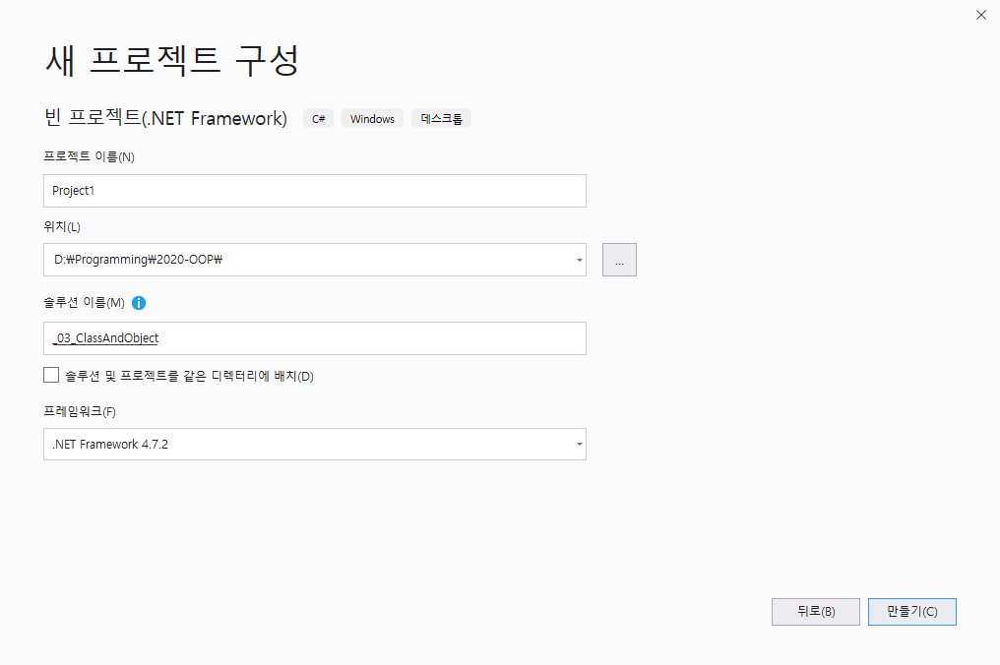 새 프로젝트 구성
빈 프로젝트(.NET Framework) C# Windows 데스크톱
프로젝트 이름(N)
Project1
위치(L)
D:₩Programming₩2020-OOP₩
...
솔루션 이름(M)
_03_ClassAndObject
솔루션 및 프로젝트를 같은 디렉터리에 배치(D)
프레임워크(F)
.NET Framework 4.7.2
뒤로(B) 만들기(C)